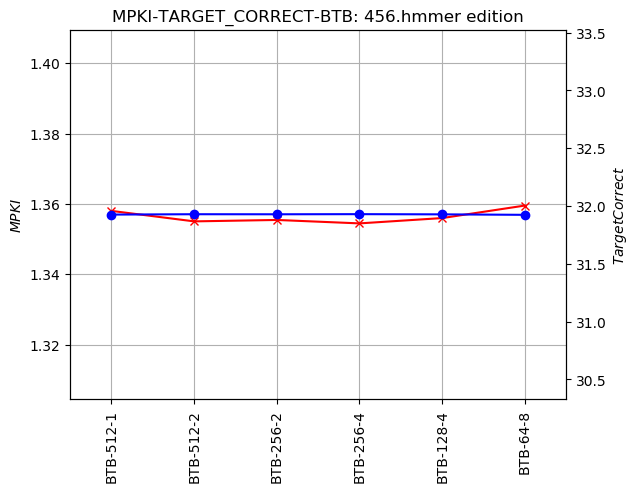 MPKI-TARGET_CORRECT-BTB: 456.hmmer edition
1.40
1.38
1.36
1.34
1.32
MPKI
33.5
33.0
32.5
32.0
31.5
31.0
30.5
TargetCorrect
BTB-512-1
BTB-512-2
BTB-256-2
BTB-256-4
BTB-128-4
BTB-64-8